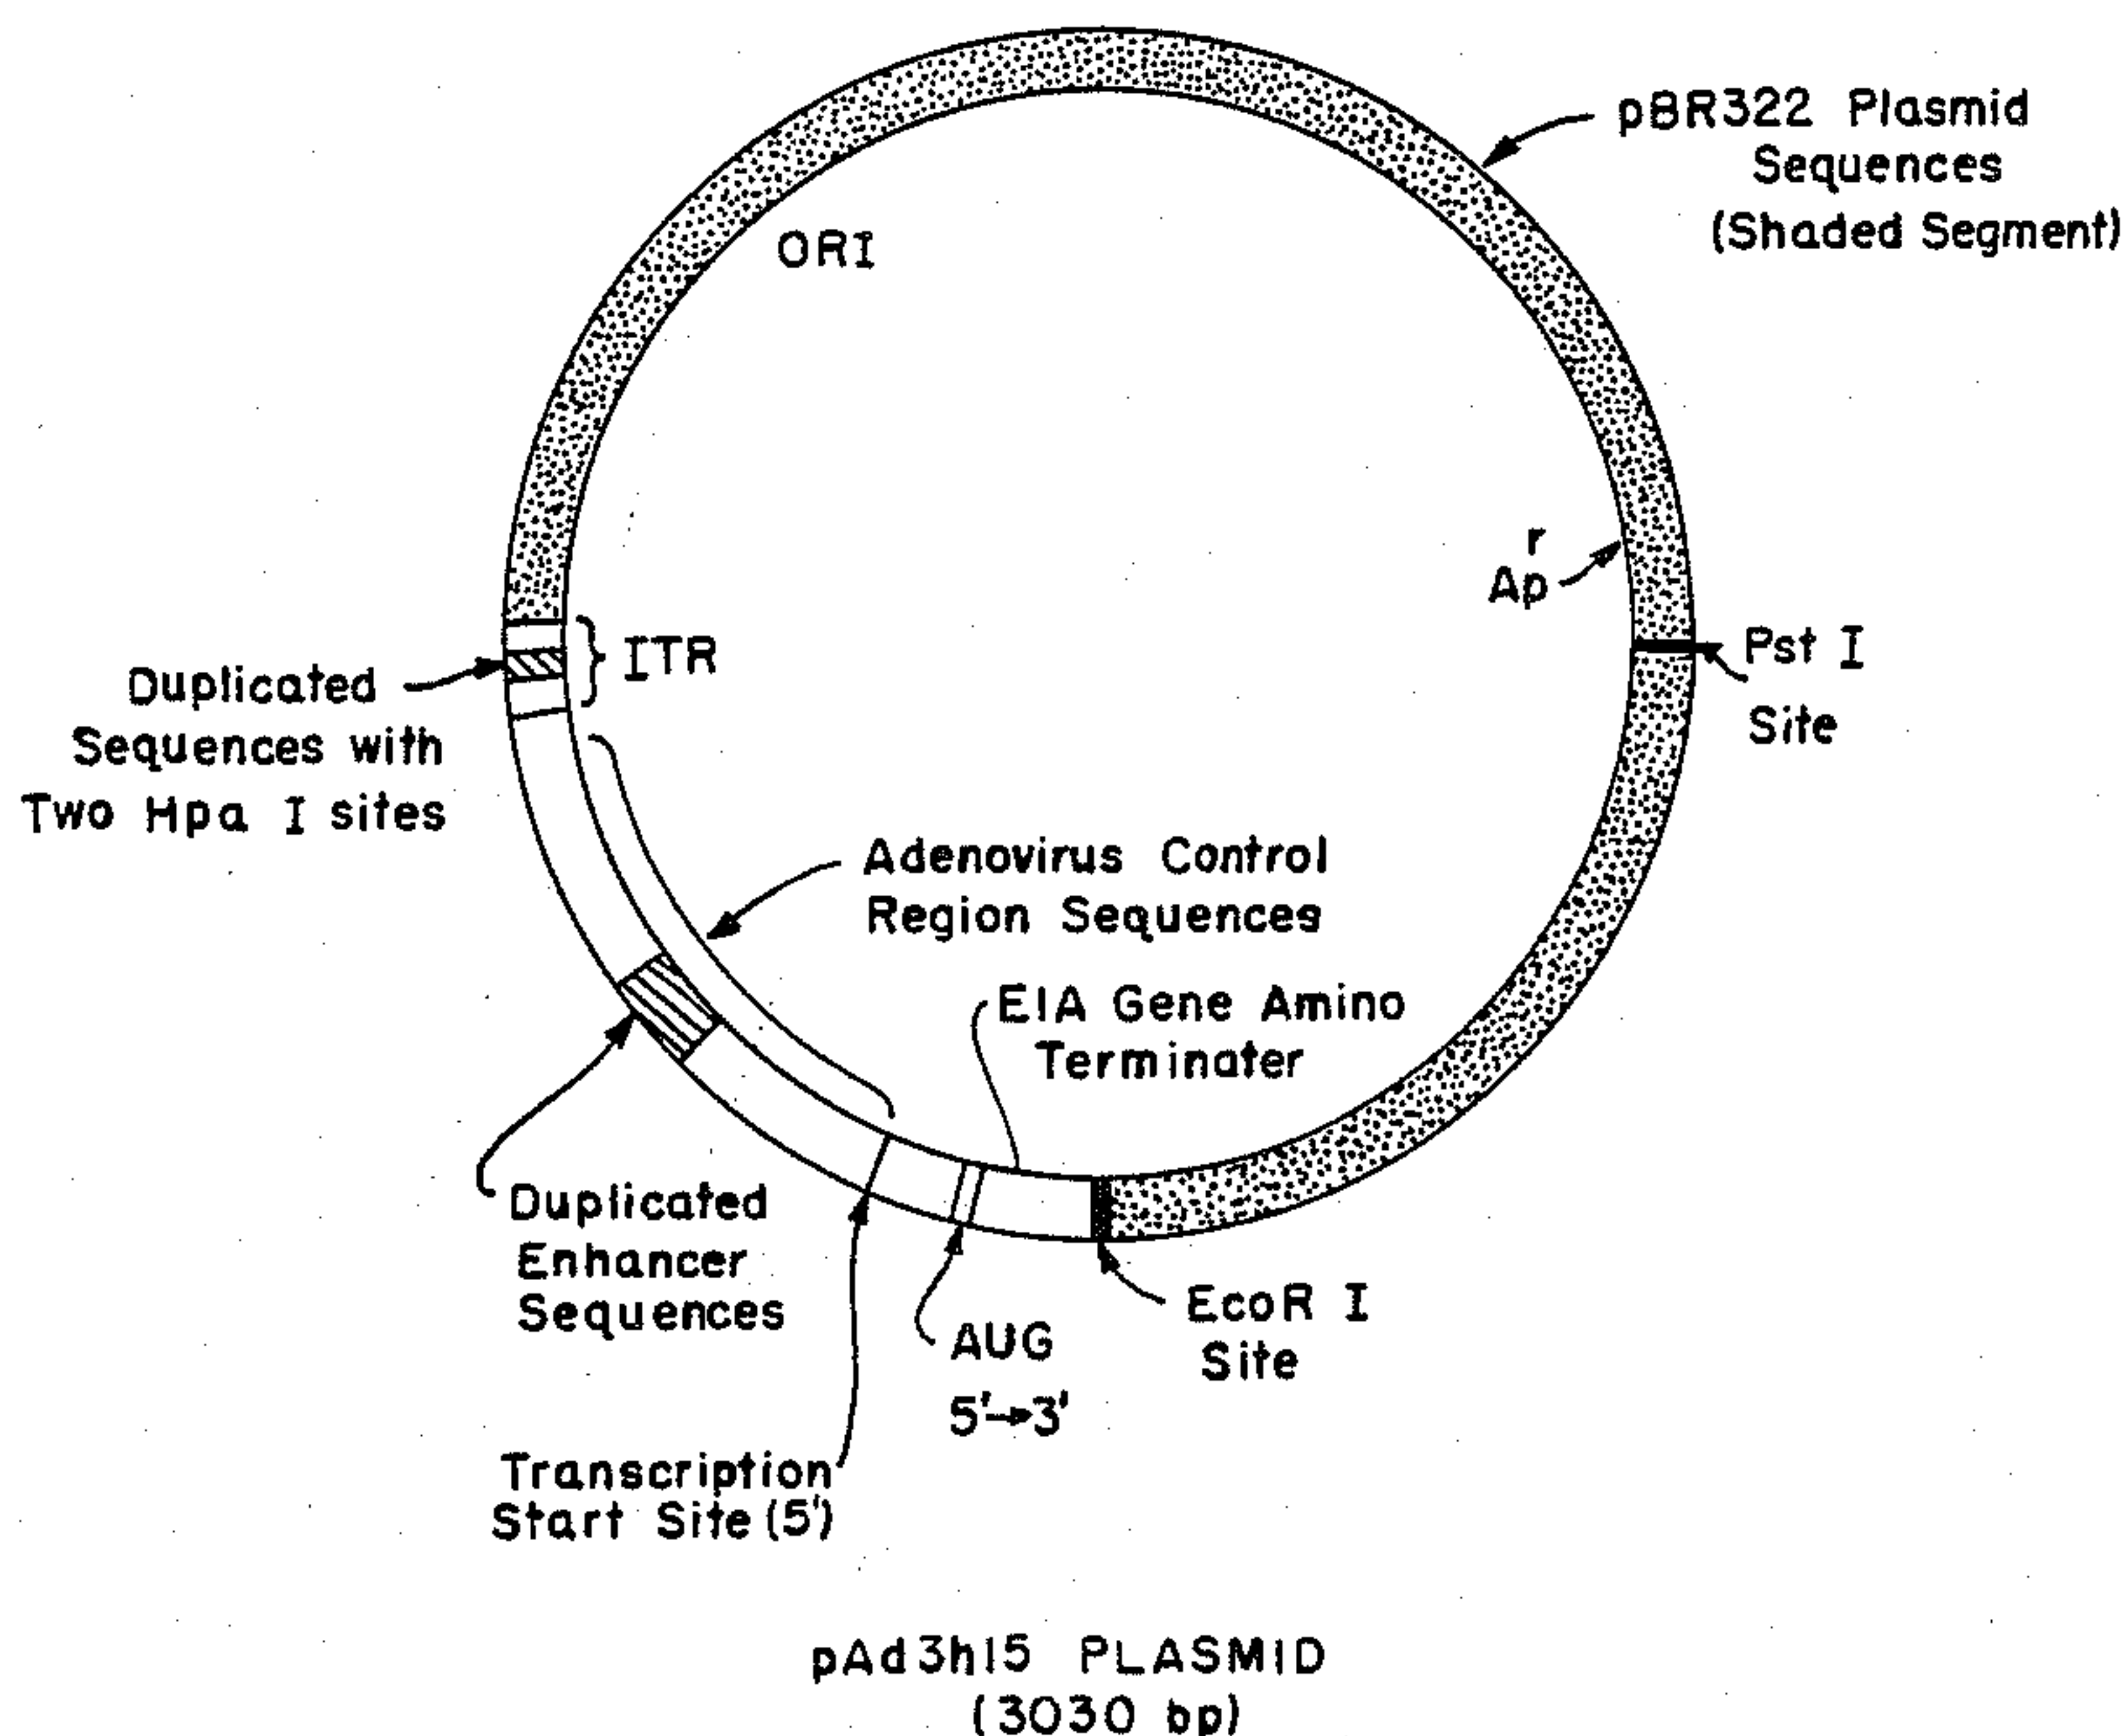 pBR322 Plasmid
Sequences
(Shaded Segment)
ORI
r
Ap
Pst I
Site
ITR
Duplicated
Sequences with
Two Hpa I sites
Adenovirus Control
Region Sequences
EIA Gene Amino
Terminater
Duplicated
Enhancer
Sequences
EcoR I
Site
AUG
5'→3'
Transcription
Start Site (5')
pAd3h15 PLASMID
(3030 bp)